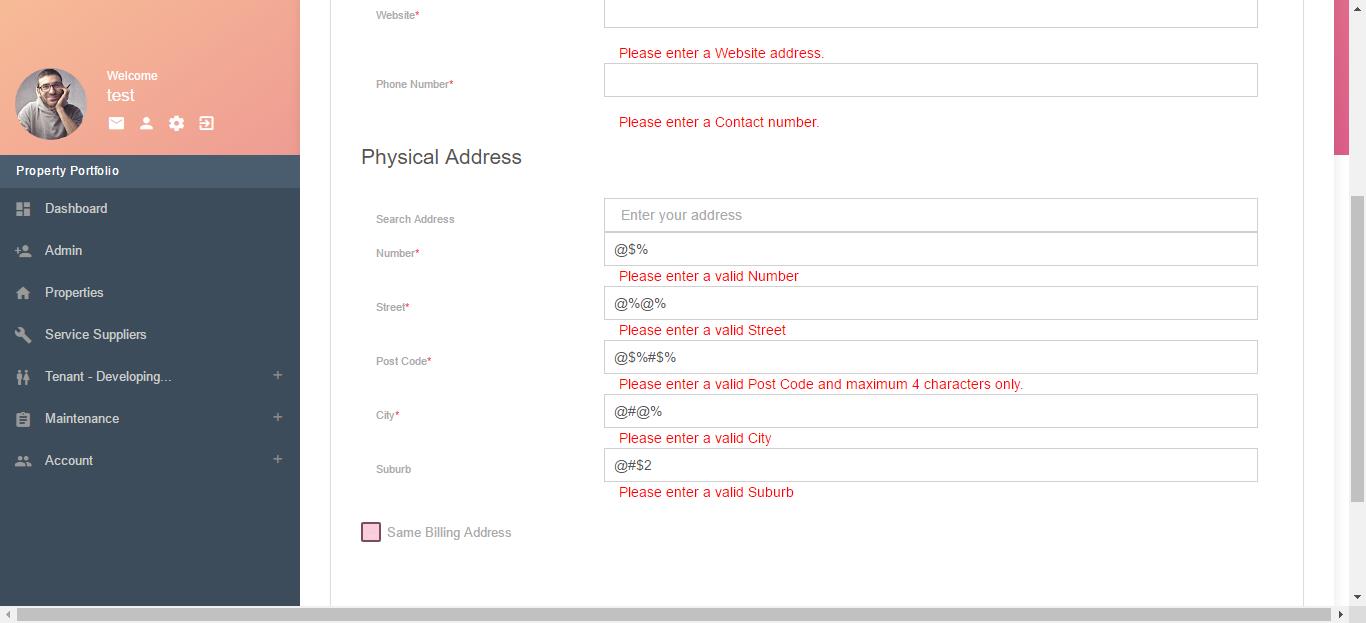 Welcome
test
Property Portfolio
Dashboard
Admin
Properties
Service Suppliers
Tenant - Developing... +
Maintenance +
Account +
Website*
Please enter a Website address.
Phone Number*
Please enter a Contact number.
Physical Address
Search Address Enter your address
Number* @$%
Please enter a valid Number
Street* @%@%
Please enter a valid Street
Post Code* @$%#$%
Please enter a valid Post Code and maximum 4 characters only.
City* @#@%
Please enter a valid City
Suburb @#$2
Please enter a valid Suburb
Same Billing Address